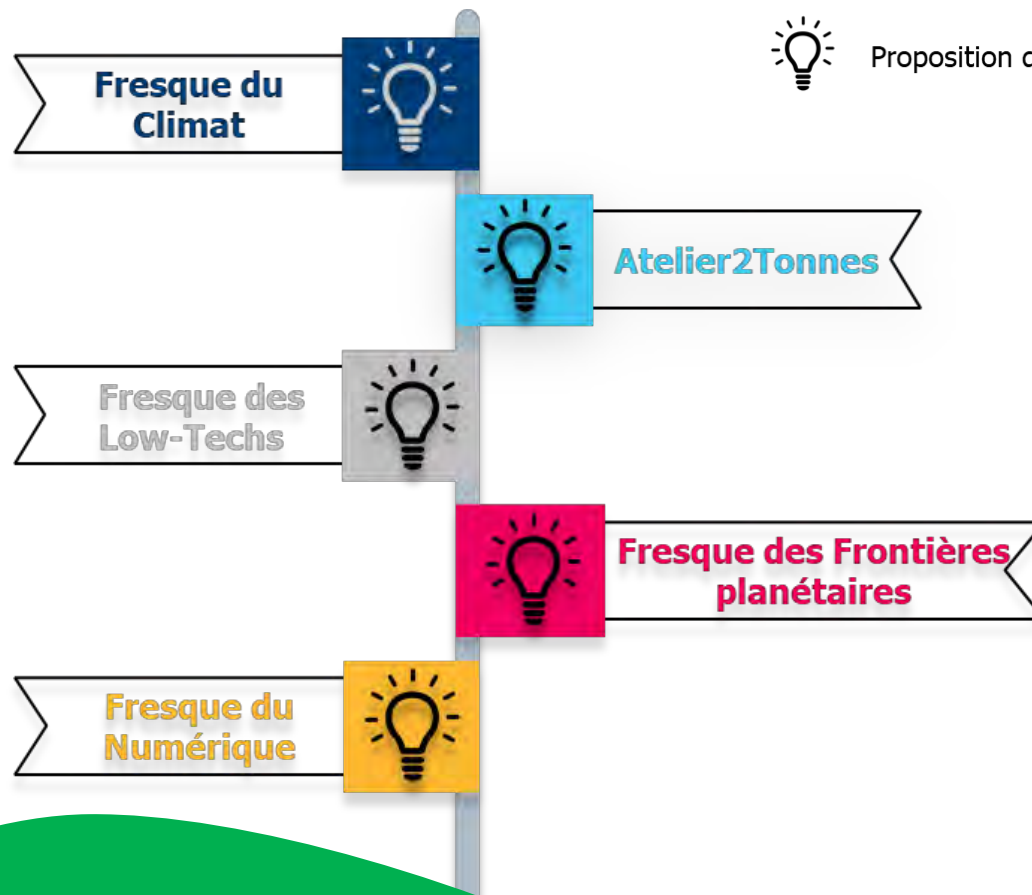 Proposition
Fresque du
Climat
Atelier2Tonnes
Fresque des
Low-Techs
Fresque des Frontières
planétaires
Fresque du
Numérique